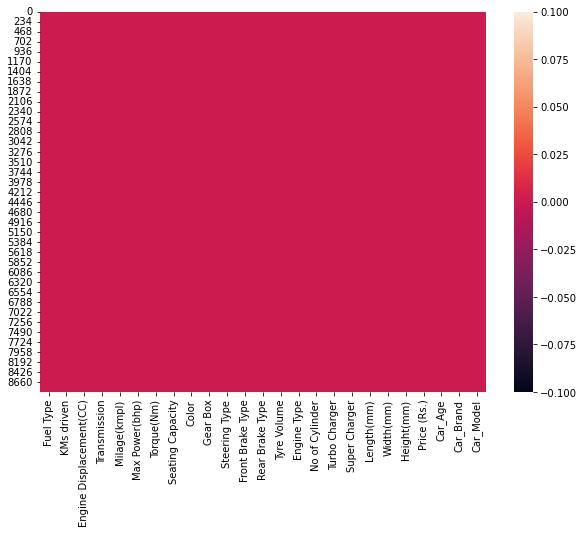 0
234
468
702
936
1170
1404
1638
1872
2106
2340
2574
2808
3042
3276
3510
3744
3978
4212
4446
4680
4916
5150
5384
5618
5852
6086
6320
6554
6788
7022
7256
7490
7724
7958
8192
8426
8660
Fuel Type
KMs driven
Engine Displacement(CC)
Transmission
Milage(kmpl)
Max Power(bhp)
Torque(Nm)
Seating Capacity
Color
Gear Box
Steering Type
Front Brake Type
Rear Brake Type
Tyre Volume
Engine Type
No of Cylinder
Turbo Charger
Super Charger
Length(mm)
Width(mm)
Height(mm)
Price (Rs.)
Car_Age
Car_Brand
Car_Model
0.100
0.075
0.050
0.025
0.000
−0.025
−0.050
−0.075
−0.100